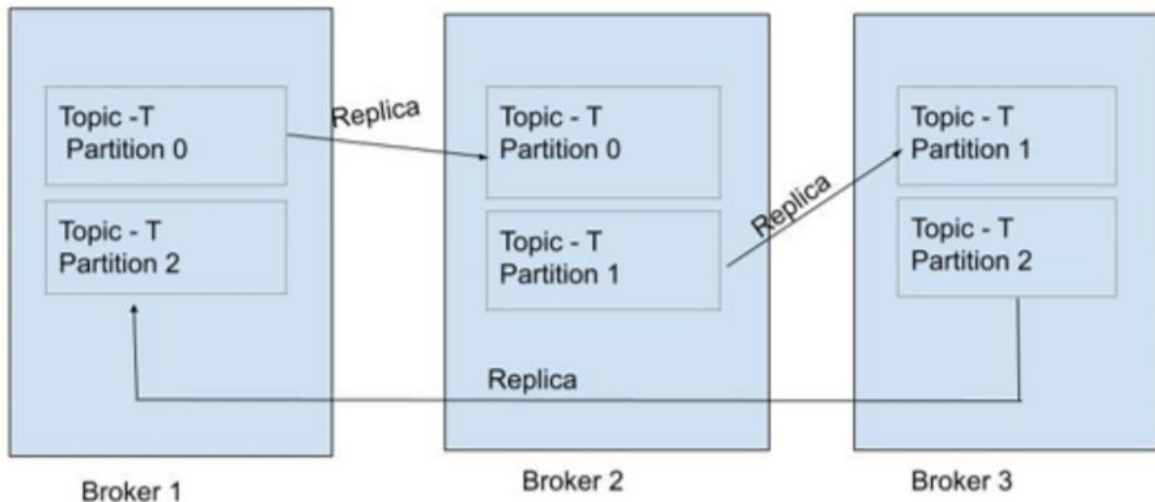 Topic -T
Partition 0
Topic - T
Partition 2
Broker 1
Replica
Topic - T
Partition 0
Topic - T
Partition 1
Replica
Broker 2
Replica
Topic - T
Partition 1
Topic - T
Partition 2
Broker 3